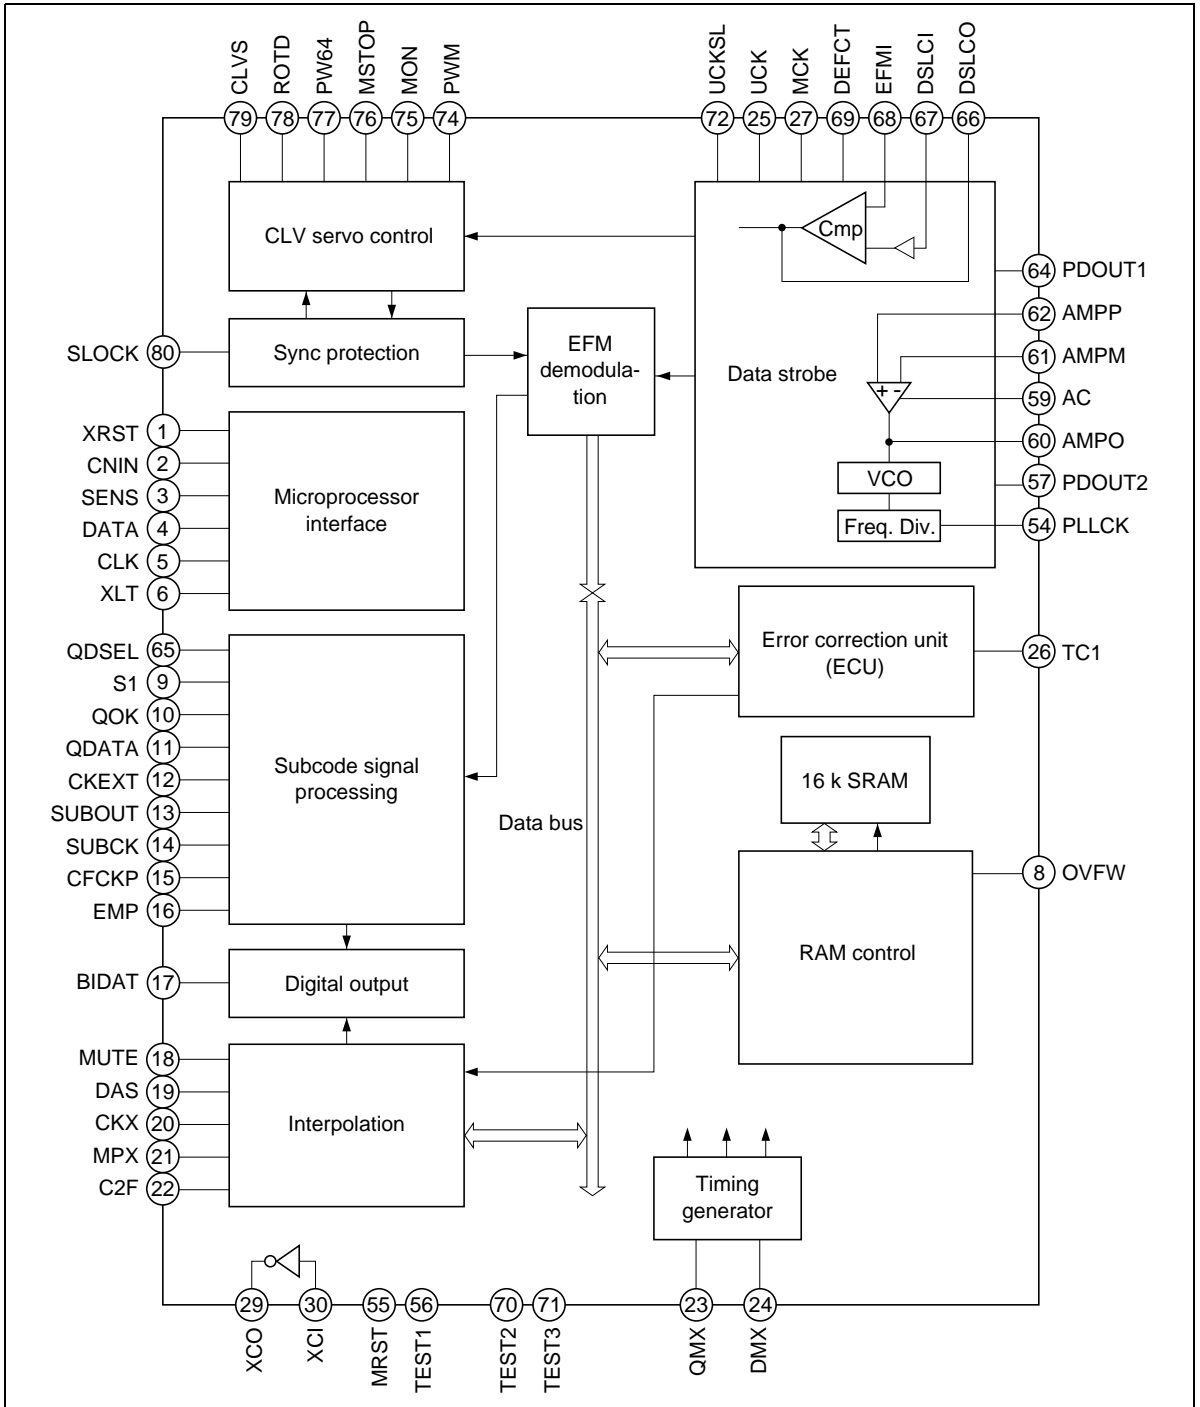 CLVS
ROTD
PW64
MSTOP
MON
PWM
UCKSL
UCK
MCK
DEFCT
EFMI
DSLCI
DSLCO
79
78
77
76
75
74
72
25
27
69
68
67
66
CLV servo control
Cmp
64 PDOUT1
62 AMPP
61 AMPM
59 AC
60 AMPO
57 PDOUT2
54 PLLCK
SLOCK 80
Sync protection
EFM
demodula-
tion
Data strobe
+ -
VCO
Freq. Div.
XRST 1
CNIN 2
SENS 3
DATA 4
CLK 5
XLT 6
Microprocessor
interface
QDSEL 65
S1 9
QOK 10
QDATA 11
CKEXT 12
SUBOUT 13
SUBCK 14
CFCKP 15
EMP 16
Subcode signal
processing
Error correction unit
(ECU)
26 TC1
16 k SRAM
Data bus
8 OVFW
RAM control
BIDAT 17
Digital output
MUTE 18
DAS 19
CKX 20
MPX 21
C2F 22
Interpolation
Timing
generator
29
30
55
56
70
71
23
24
XCO
XCI
MRST
TEST1
TEST2
TEST3
QMX
DMX